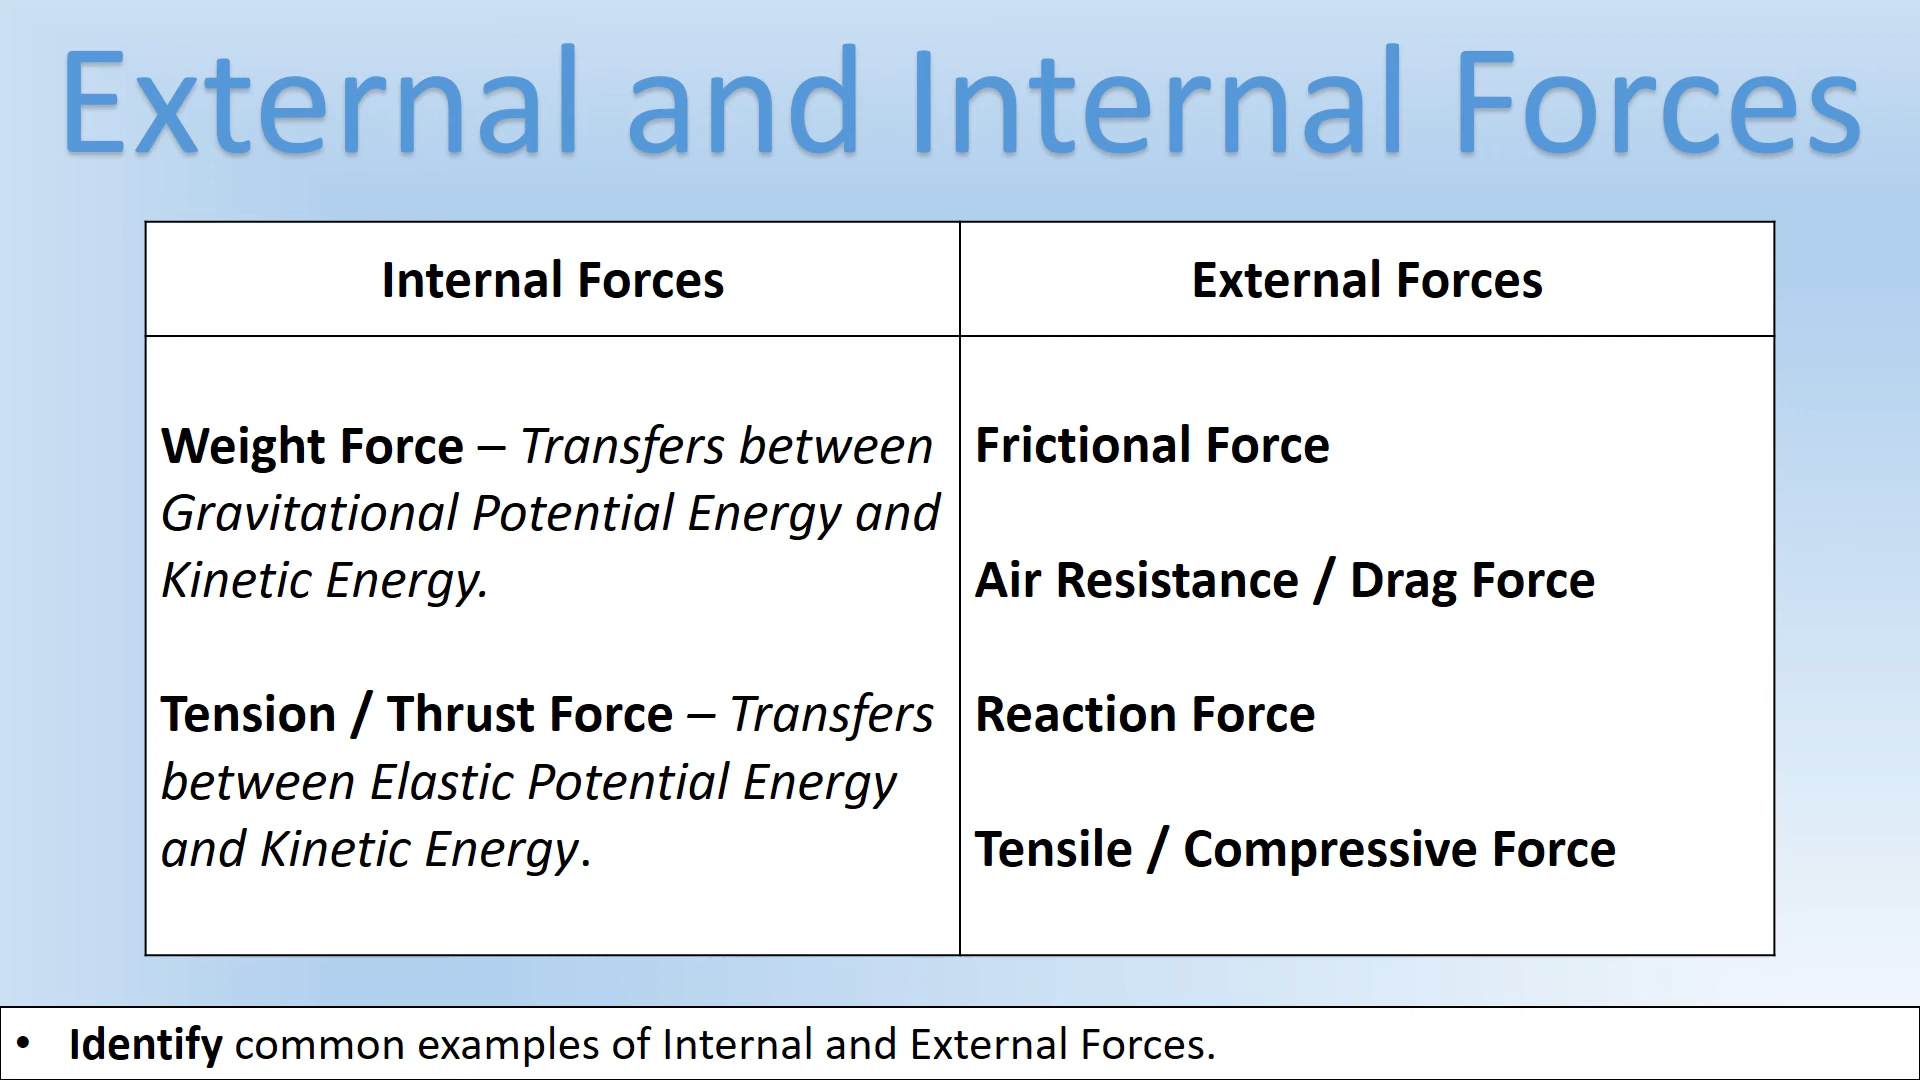 External and Internal Forces
Internal Forces
External Forces
Weight Force – Transfers between
Gravitational Potential Energy and
Kinetic Energy.
Tension / Thrust Force – Transfers
between Elastic Potential Energy
and Kinetic Energy.
Frictional Force
Air Resistance / Drag Force
Reaction Force
Tensile / Compressive Force
• Identify common examples of Internal and External Forces.